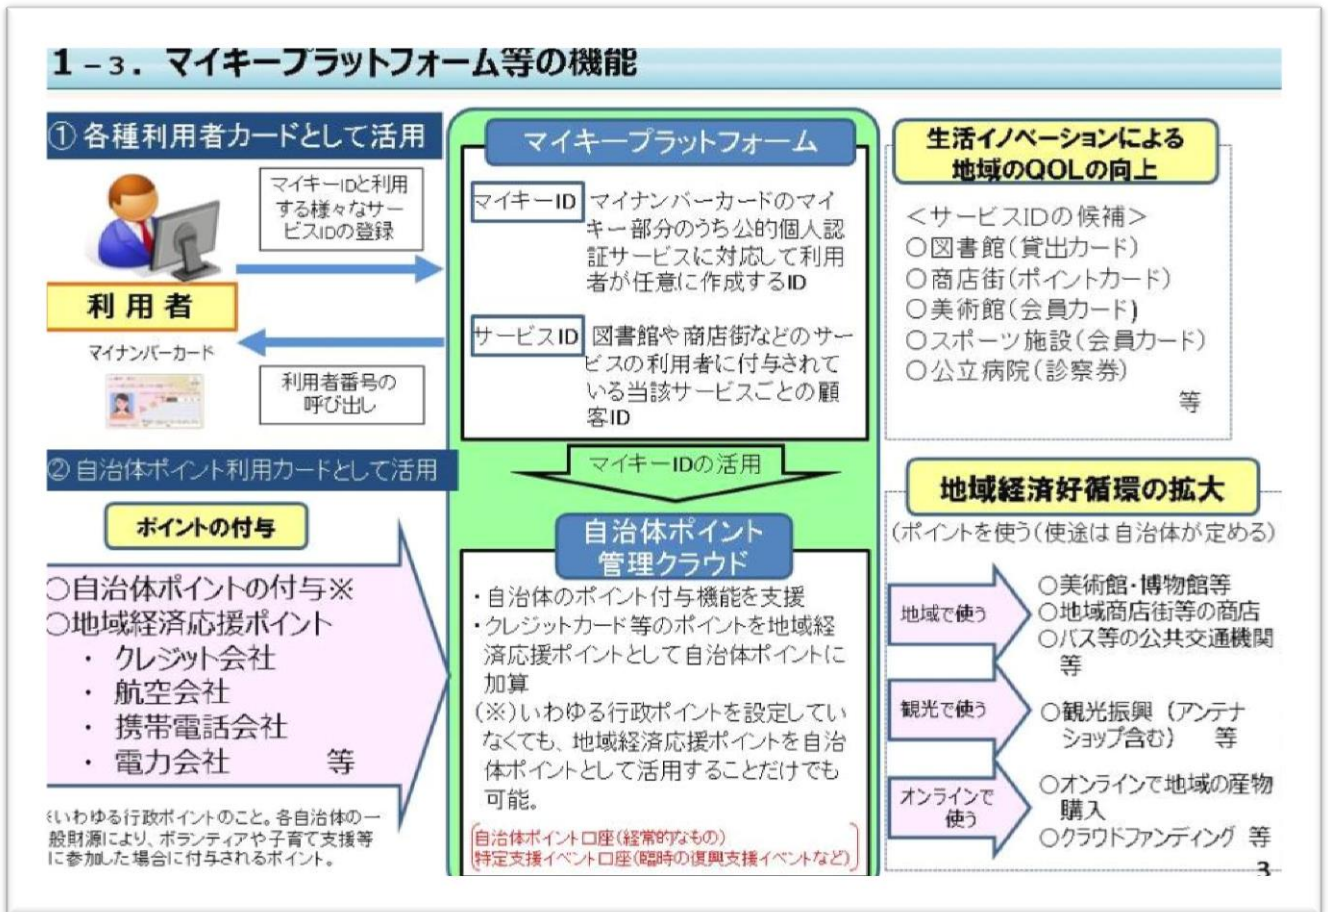 1－3．マイキープラットフォーム等の機能
① 各種利用者カードとして活用
マイキーIDと利用
する様々なサー
ビスIDの登録
利用者
マイナンバーカード
利用者番号の
呼び出し
マイキープラットフォーム
マイキーID マイナンバーカードのマイ
キー部分のうち公的個人認
証サービスに対応して利用
者が任意に作成するID
サービスID 図書館や商店街などのサー
ビスの利用者に付与されて
いる当該サービスごとの顧
客ID
生活イノベーションによる
地域のQOLの向上
＜サービスIDの候補＞
○図書館（貸出カード）
○商店街（ポイントカード）
○美術館（会員カード)
○スポーツ施設（会員カード）
○公立病院（診察券）
等
② 自治体ポイント利用カードとして活用
ポイントの付与
○自治体ポイントの付与※
○地域経済応援ポイント
・ クレジット会社
・ 航空会社
・ 携帯電話会社
・ 電力会社 等
いわゆる行政ポイントのこと。各自治体の一
般財源により、ボランティアや子育て支援等
に参加した場合に付与されるポイント。
マイキーIDの活用
自治体ポイント
管理クラウド
・自治体のポイント付与機能を支援
・クレジットカード等のポイントを地域経
済応援ポイントとして自治体ポイントに
加算
(※)いわゆる行政ポイントを設定してい
なくても、地域経済応援ポイントを自治
体ポイントとして活用することだけでも
可能。
自治体ポイント口座(経常的なもの)
特定支援イベント口座(臨時の復興支援イベントなど)
地域経済好循環の拡大
(ポイントを使う(使途は自治体が定める)
地域で使う
○美術館・博物館等
○地域商店街等の商店
○バス等の公共交通機関
等
観光で使う
○観光振興（アンテナ
ショップ含む） 等
オンラインで
使う
○オンラインで地域の産物
購入
○クラウドファンディング 等
3